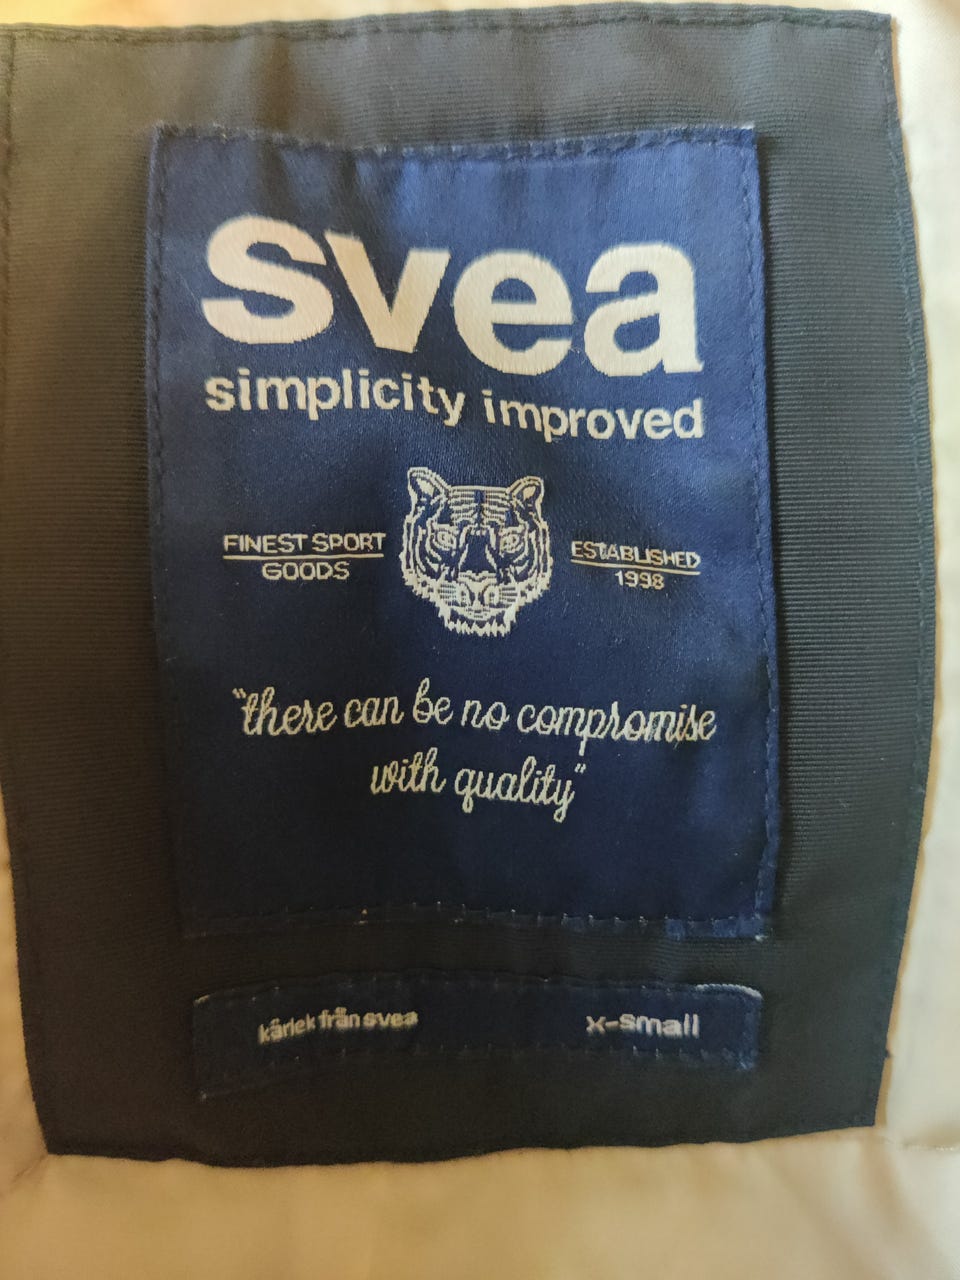 svea
simplicity improved
FINEST SPORT
GOODS
ESTABLISHED
1998
"there can be no compromise
with quality"
kärlek från svea
x-small